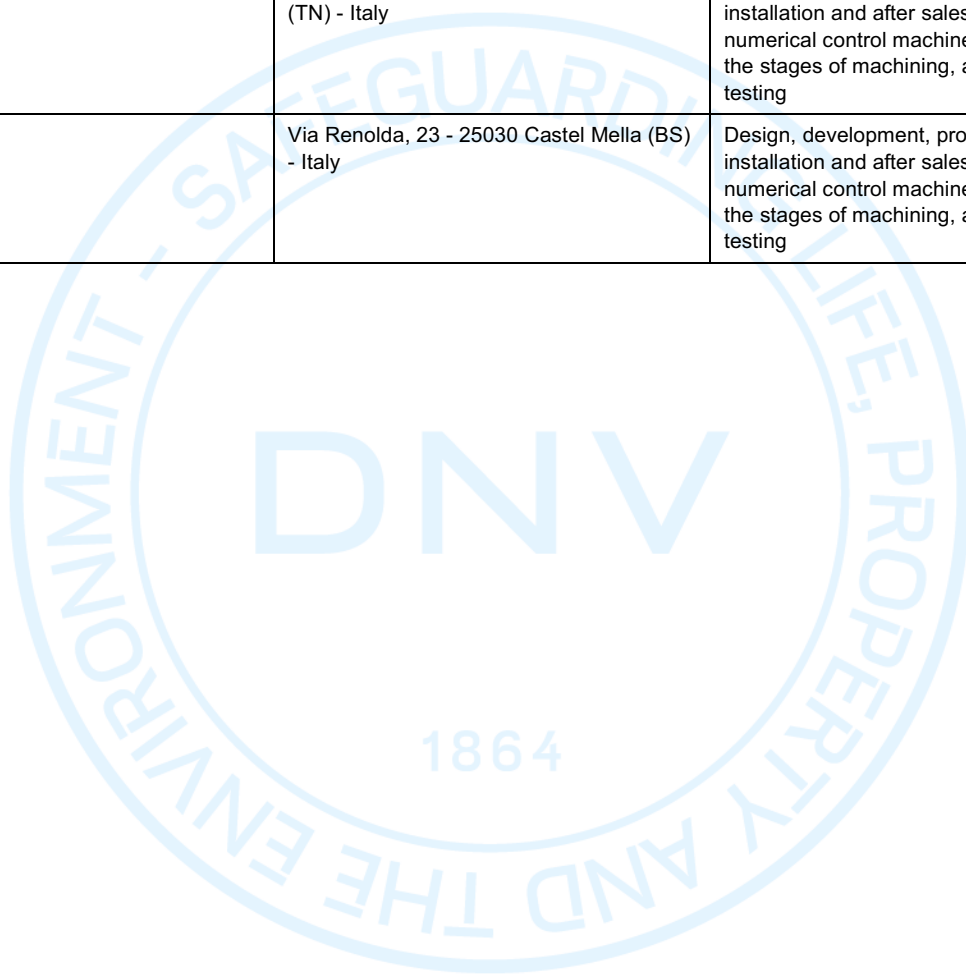 (TN) - Italy
installation and after sales
numerical control machine
the stages of machining, a
testing
Via Renolda, 23 - 25030 Castel Mella (BS)
- Italy
Design, development, pro
installation and after sales
numerical control machine
the stages of machining, a
testing
SAFEGUARDING LIFE, PROPERTY AND THE ENVIRONMENT -
DNV
1864